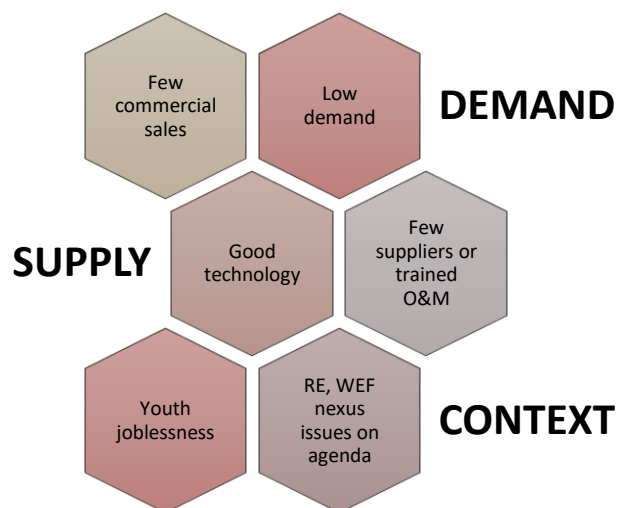 Few
commercial
sales
Low
demand
DEMAND
SUPPLY
Good
technology
Few
suppliers or
trained
O&M
Youth
joblessness
RE, WEF
nexus
issues on
agenda
CONTEXT